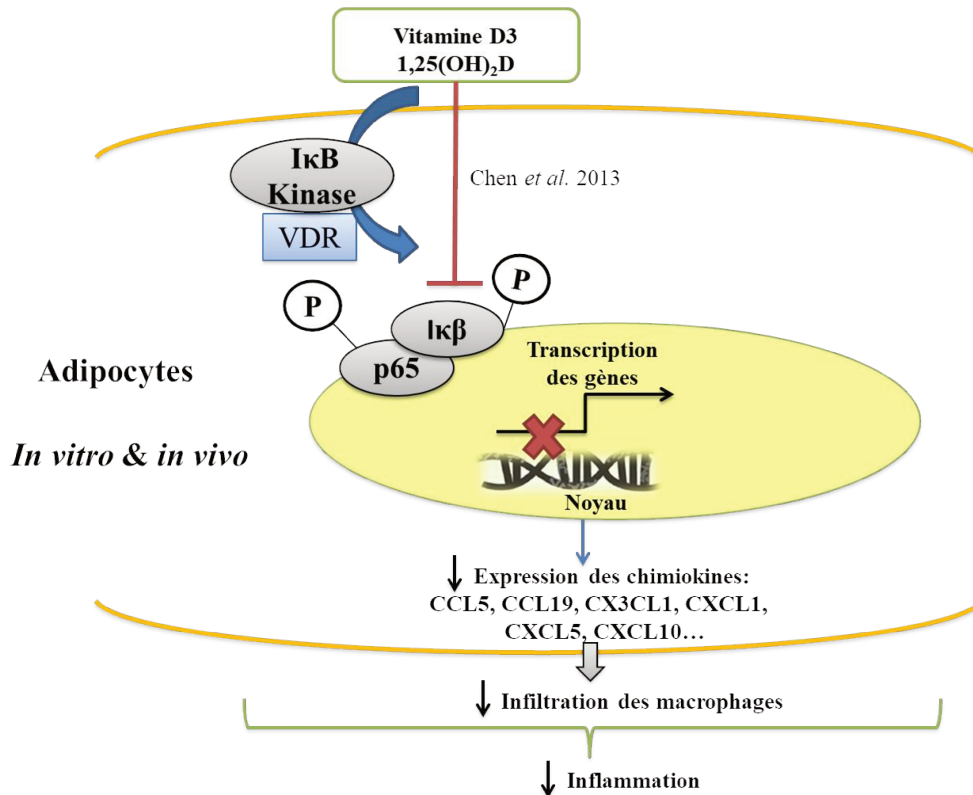 Vitamine D3
1,25(OH)₂D
IκB
Kinase
VDR
Chen et al. 2013
P
P
Iκβ
p65
Transcription
des gènes
Adipocytes
In vitro & in vivo
Noyau
Expression des chimiokines:
CCL5, CCL19, CX3CL1, CXCL1,
CXCL5, CXCL10…
Infiltration des macrophages
Inflammation